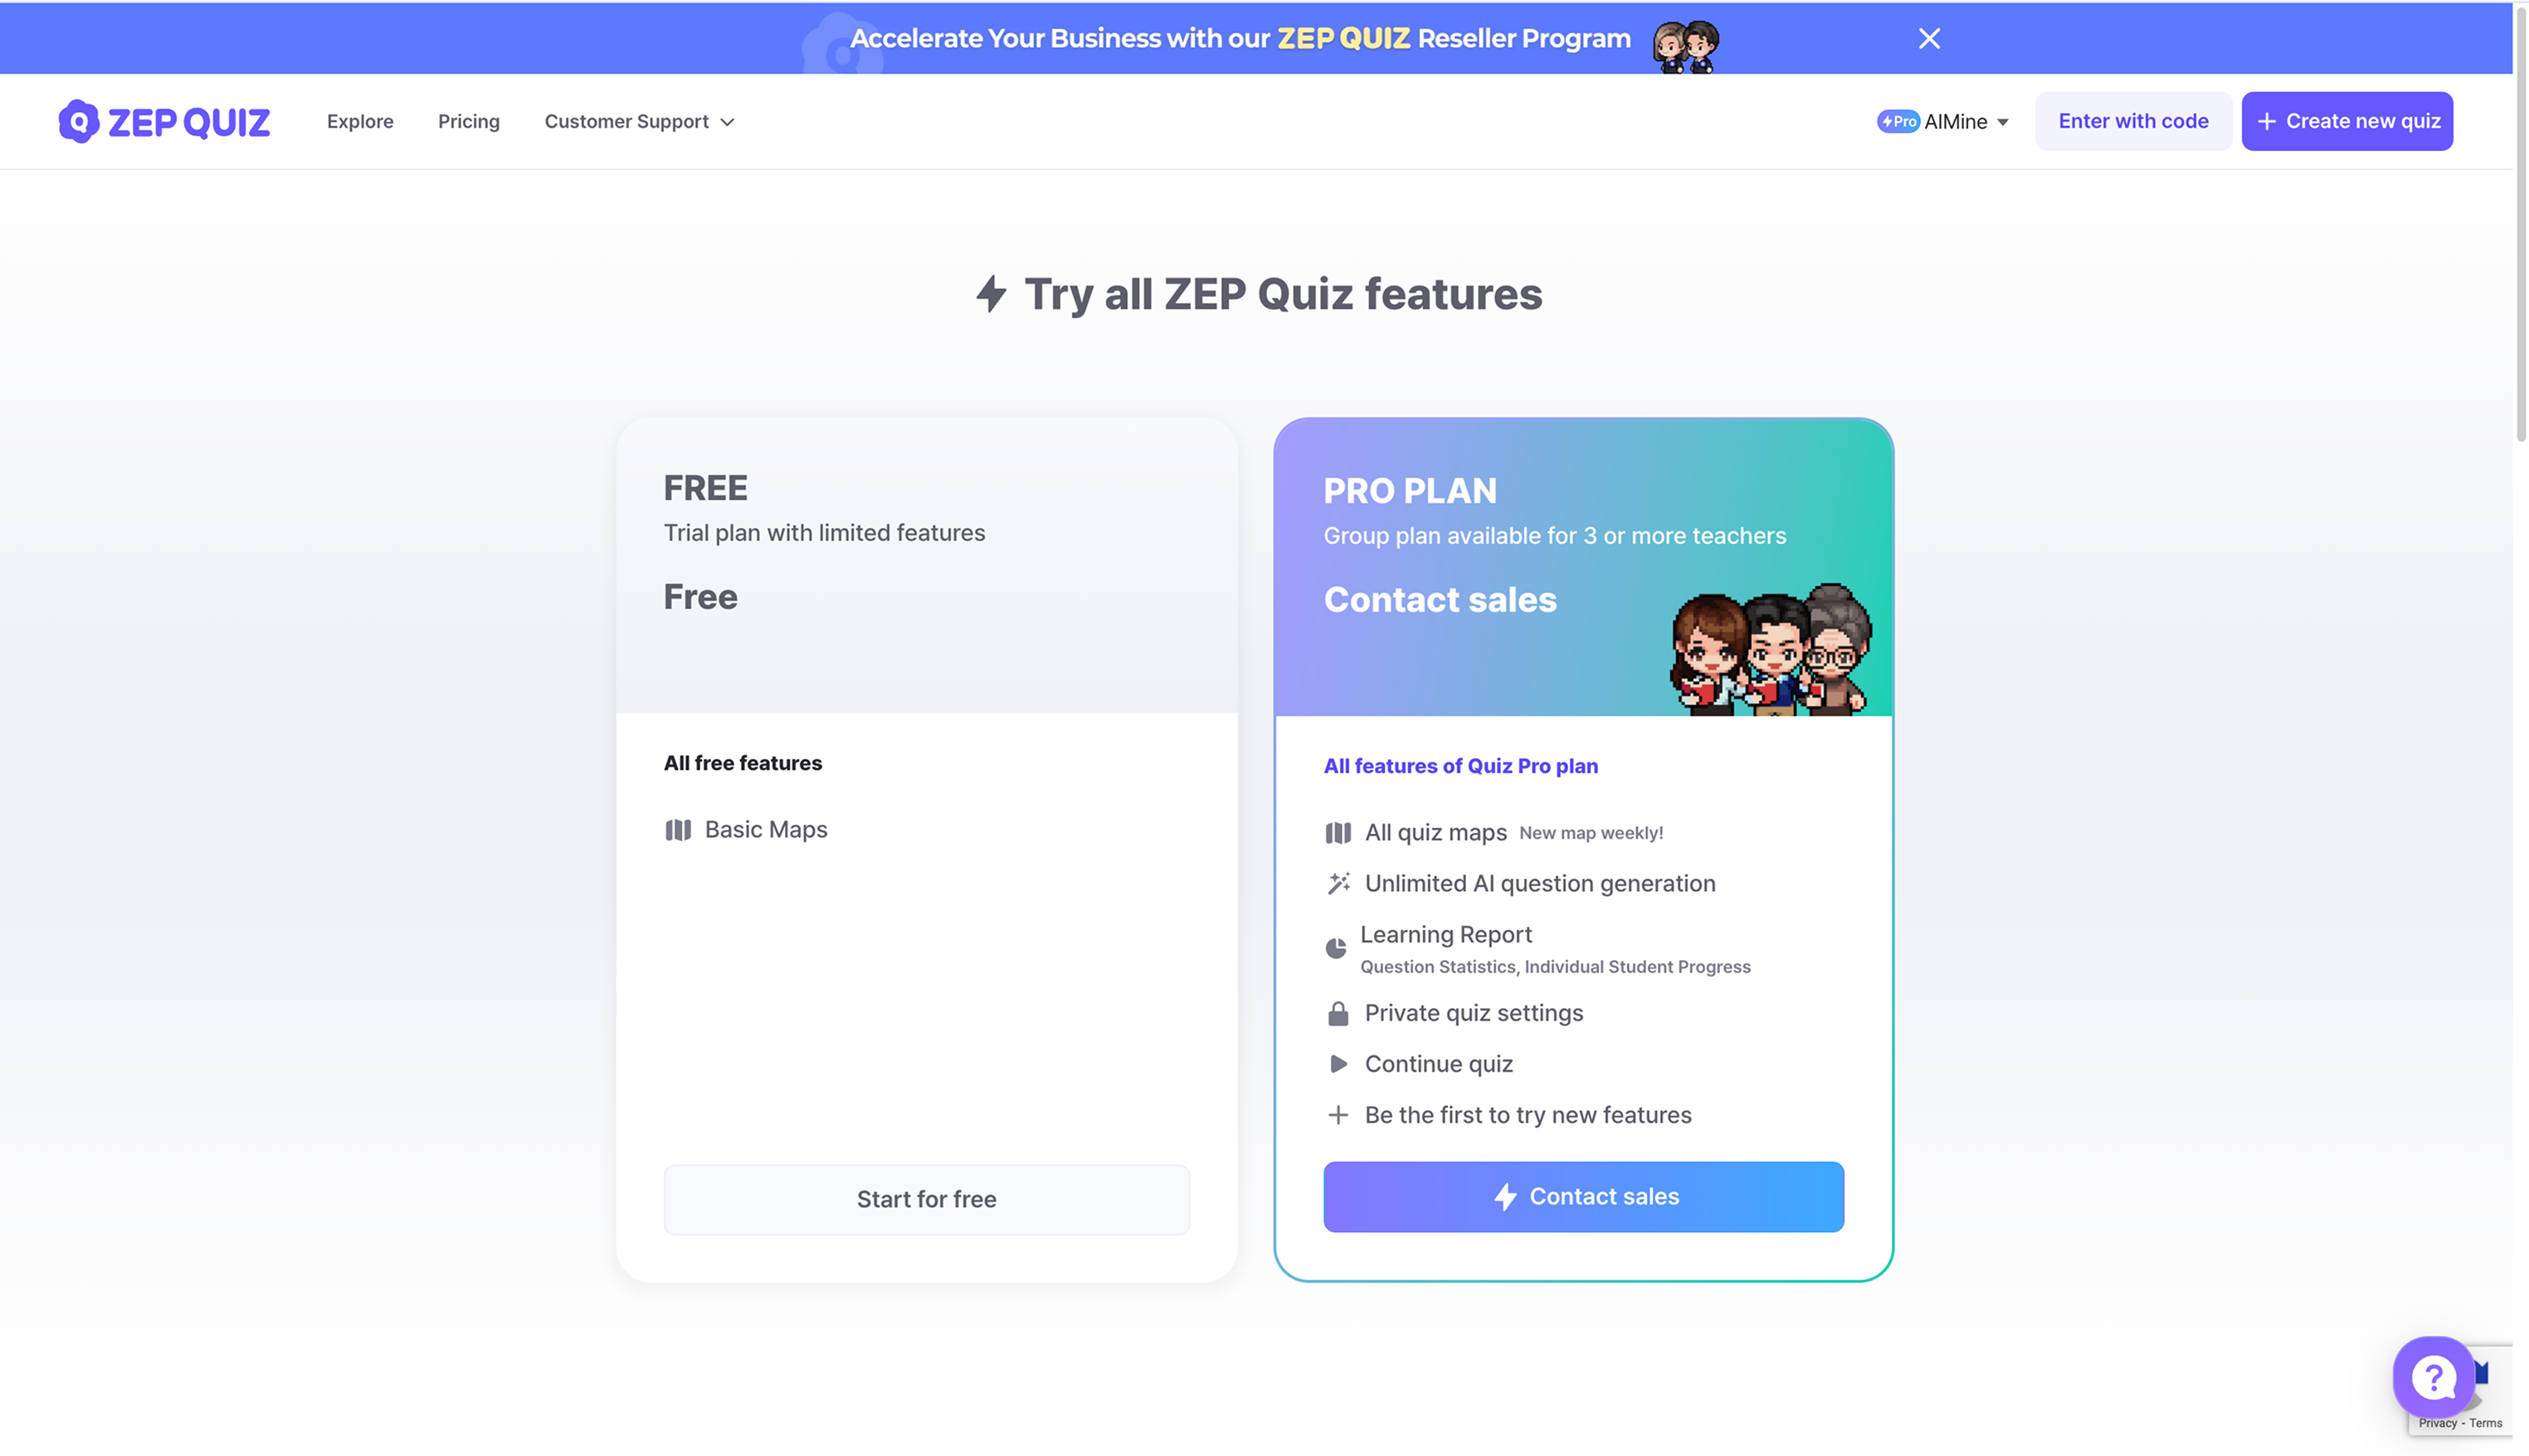 Accelerate Your Business with our ZEP QUIZ Reseller Program
ZEP QUIZ
Explore
Pricing
Customer Support
Pro
AIMine
Enter with code
+ Create new quiz
Try all ZEP Quiz features
FREE
Trial plan with limited features
Free
All free features
Basic Maps
Start for free
PRO PLAN
Group plan available for 3 or more teachers
Contact sales
All features of Quiz Pro plan
All quiz maps New map weekly!
Unlimited AI question generation
Learning Report
Question Statistics, Individual Student Progress
Private quiz settings
Continue quiz
Be the first to try new features
Contact sales
Privacy - Terms